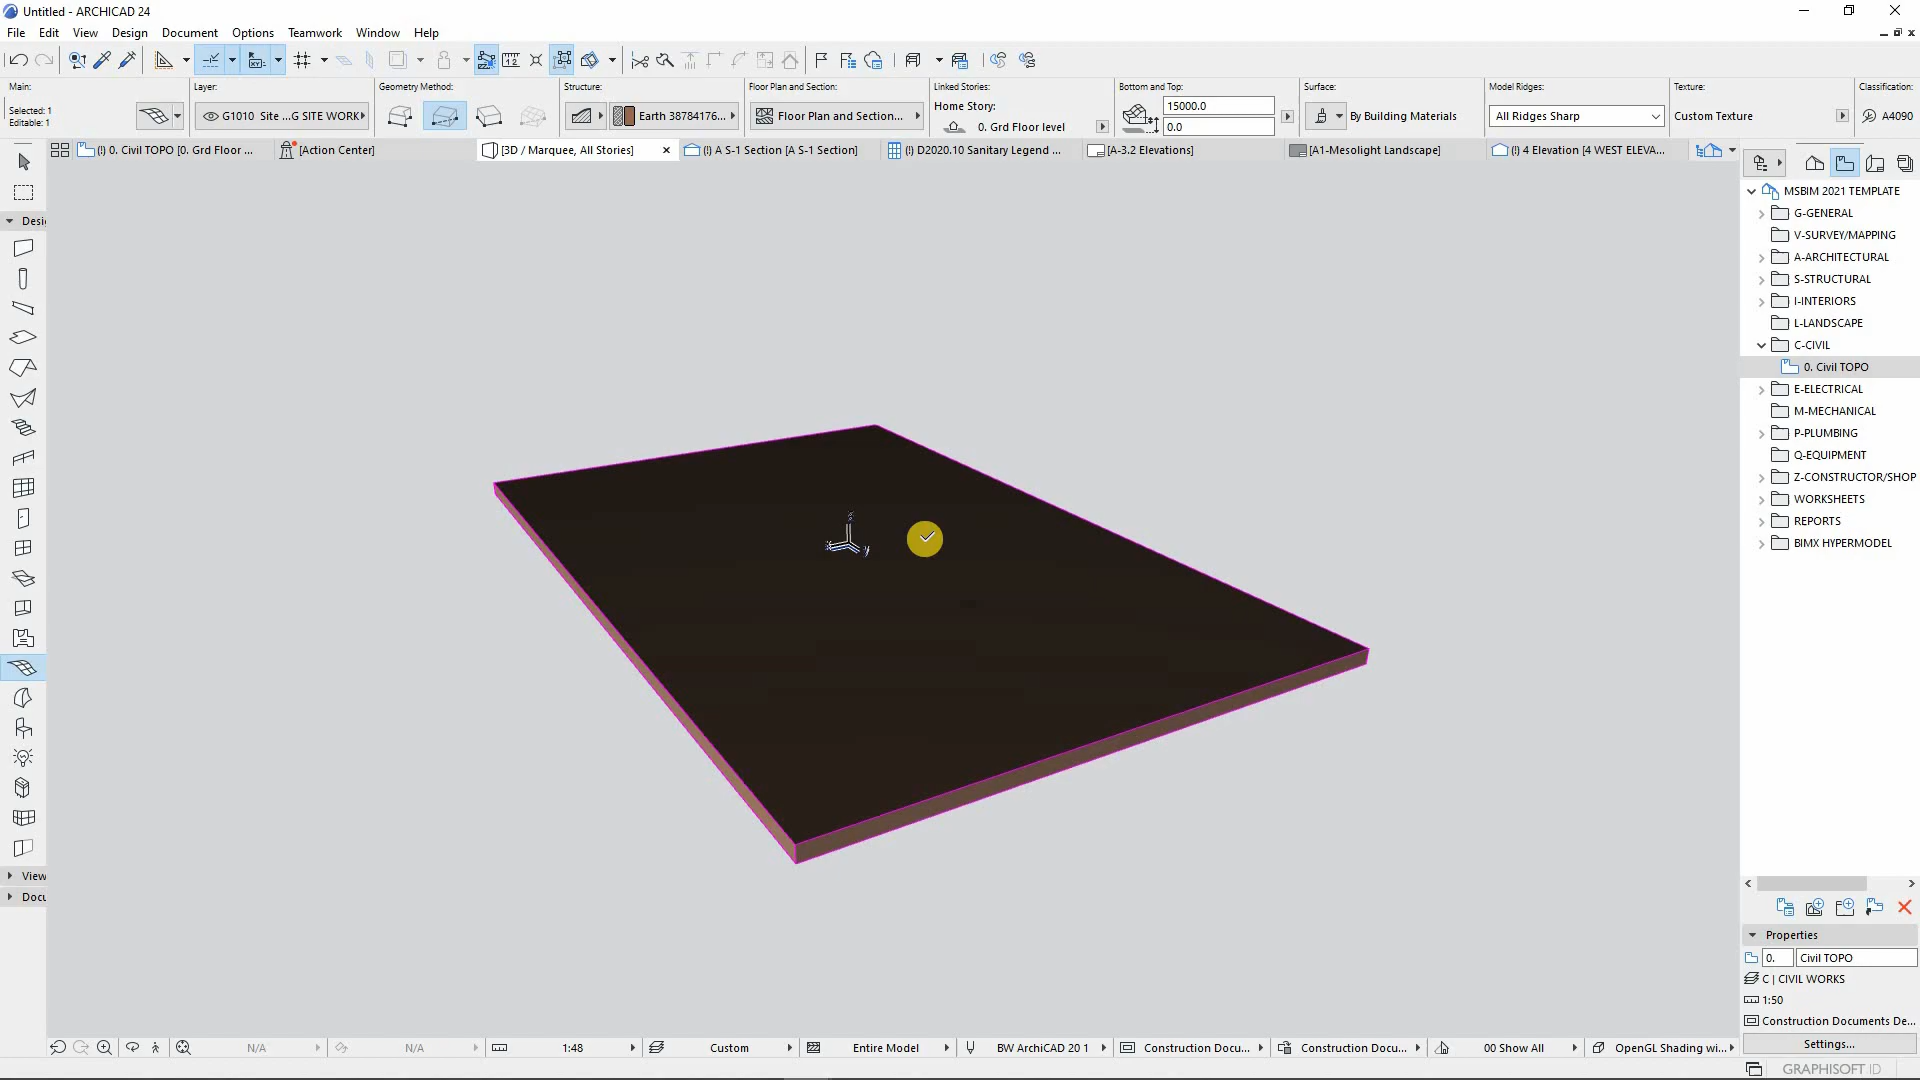 Untitled - ARCHICAD 24
File Edit View Design Document Options Teamwork Window Help
Main:
Selected: 1
Editable: 1
Layer:
G1010 Site ...G SITE WORK
Geometry Method:
Structure:
Earth 38784176...
Floor Plan and Section:
Floor Plan and Section...
Linked Stories:
Home Story:
0. Grd Floor level
Bottom and Top:
15000.0
0.0
Surface:
By Building Materials
Model Ridges:
All Ridges Sharp
Texture:
Custom Texture
Classification:
A4090
(!) 0. Civil TOPO [0. Grd Floor ...
[Action Center]
[3D / Marquee, All Stories]
(!) A S-1 Section [A S-1 Section]
(!) D2020.10 Sanitary Legend ...
[A-3.2 Elevations]
[A1-Mesolight Landscape]
(!) 4 Elevation [4 WEST ELEVA...
Desi
View
Docu
MSBIM 2021 TEMPLATE
G-GENERAL
V-SURVEY/MAPPING
A-ARCHITECTURAL
S-STRUCTURAL
I-INTERIORS
L-LANDSCAPE
C-CIVIL
0. Civil TOPO
E-ELECTRICAL
M-MECHANICAL
P-PLUMBING
Q-EQUIPMENT
Z-CONSTRUCTOR/SHOP
WORKSHEETS
REPORTS
BIMX HYPERMODEL
Properties
0. Civil TOPO
C | CIVIL WORKS
1:50
Construction Documents De...
Settings...
N/A
N/A
1:48
Custom
Entire Model
BW ArchiCAD 20 1
Construction Docu...
Construction Docu...
00 Show All
OpenGL Shading wi...
GRAPHISOFT ID